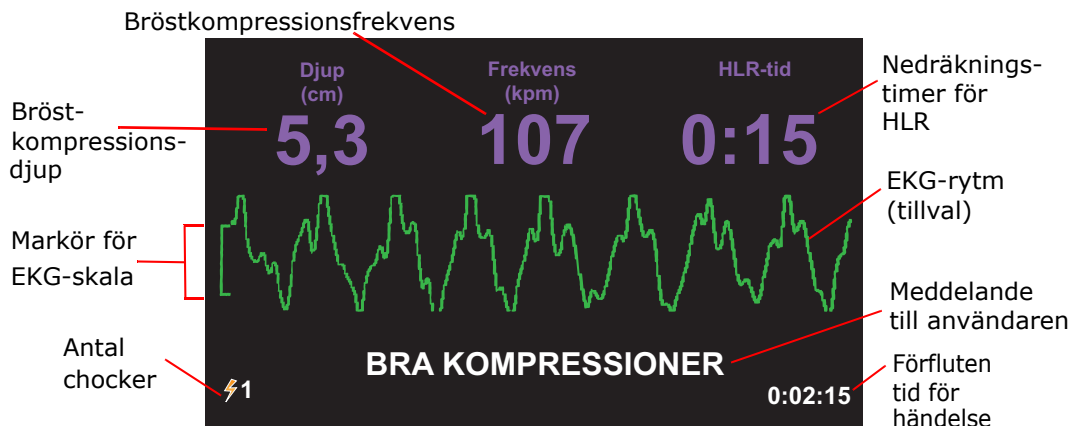 Bröstkompressionsfrekvens
Djup
(cm)
5,3
Frekvens
(kpm)
107
HLR-tid
0:15
Nedräknings-
timer för
HLR
Bröst-
kompressions-
djup
EKG-rytm
(tillval)
Markör för
EKG-skala
Meddelande
till användaren
BRA KOMPRESSIONER
Antal
chocker
1
0:02:15
Förfluten
tid för
händelse